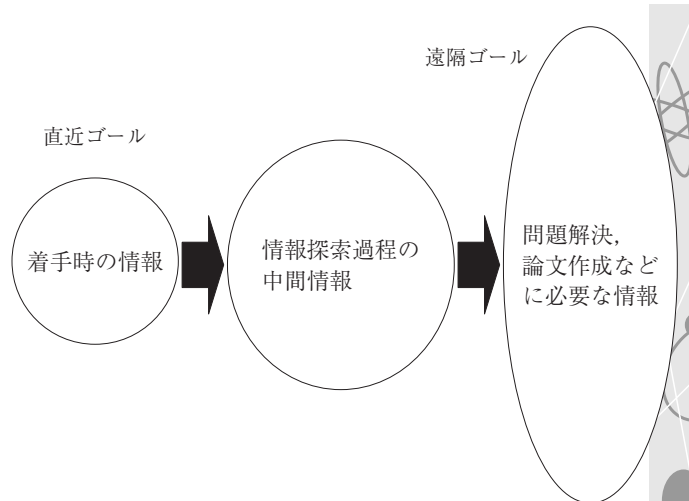 遠隔ゴール
直近ゴール
着手時の情報
情報探索過程の
中間情報
問題解決,
論文作成など
に必要な情報